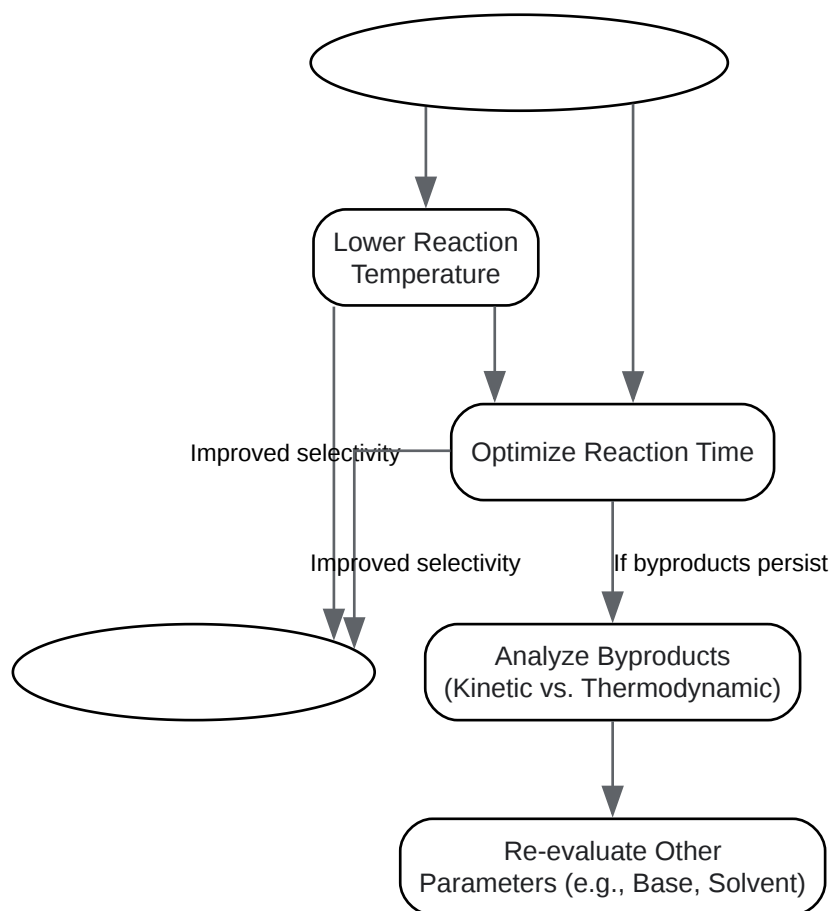 Lower Reaction
Temperature
Improved selectivity
Optimize Reaction Time
Improved selectivity
If byproducts persist
Analyze Byproducts
(Kinetic vs. Thermodynamic)
Re-evaluate Other
Parameters (e.g., Base, Solvent)